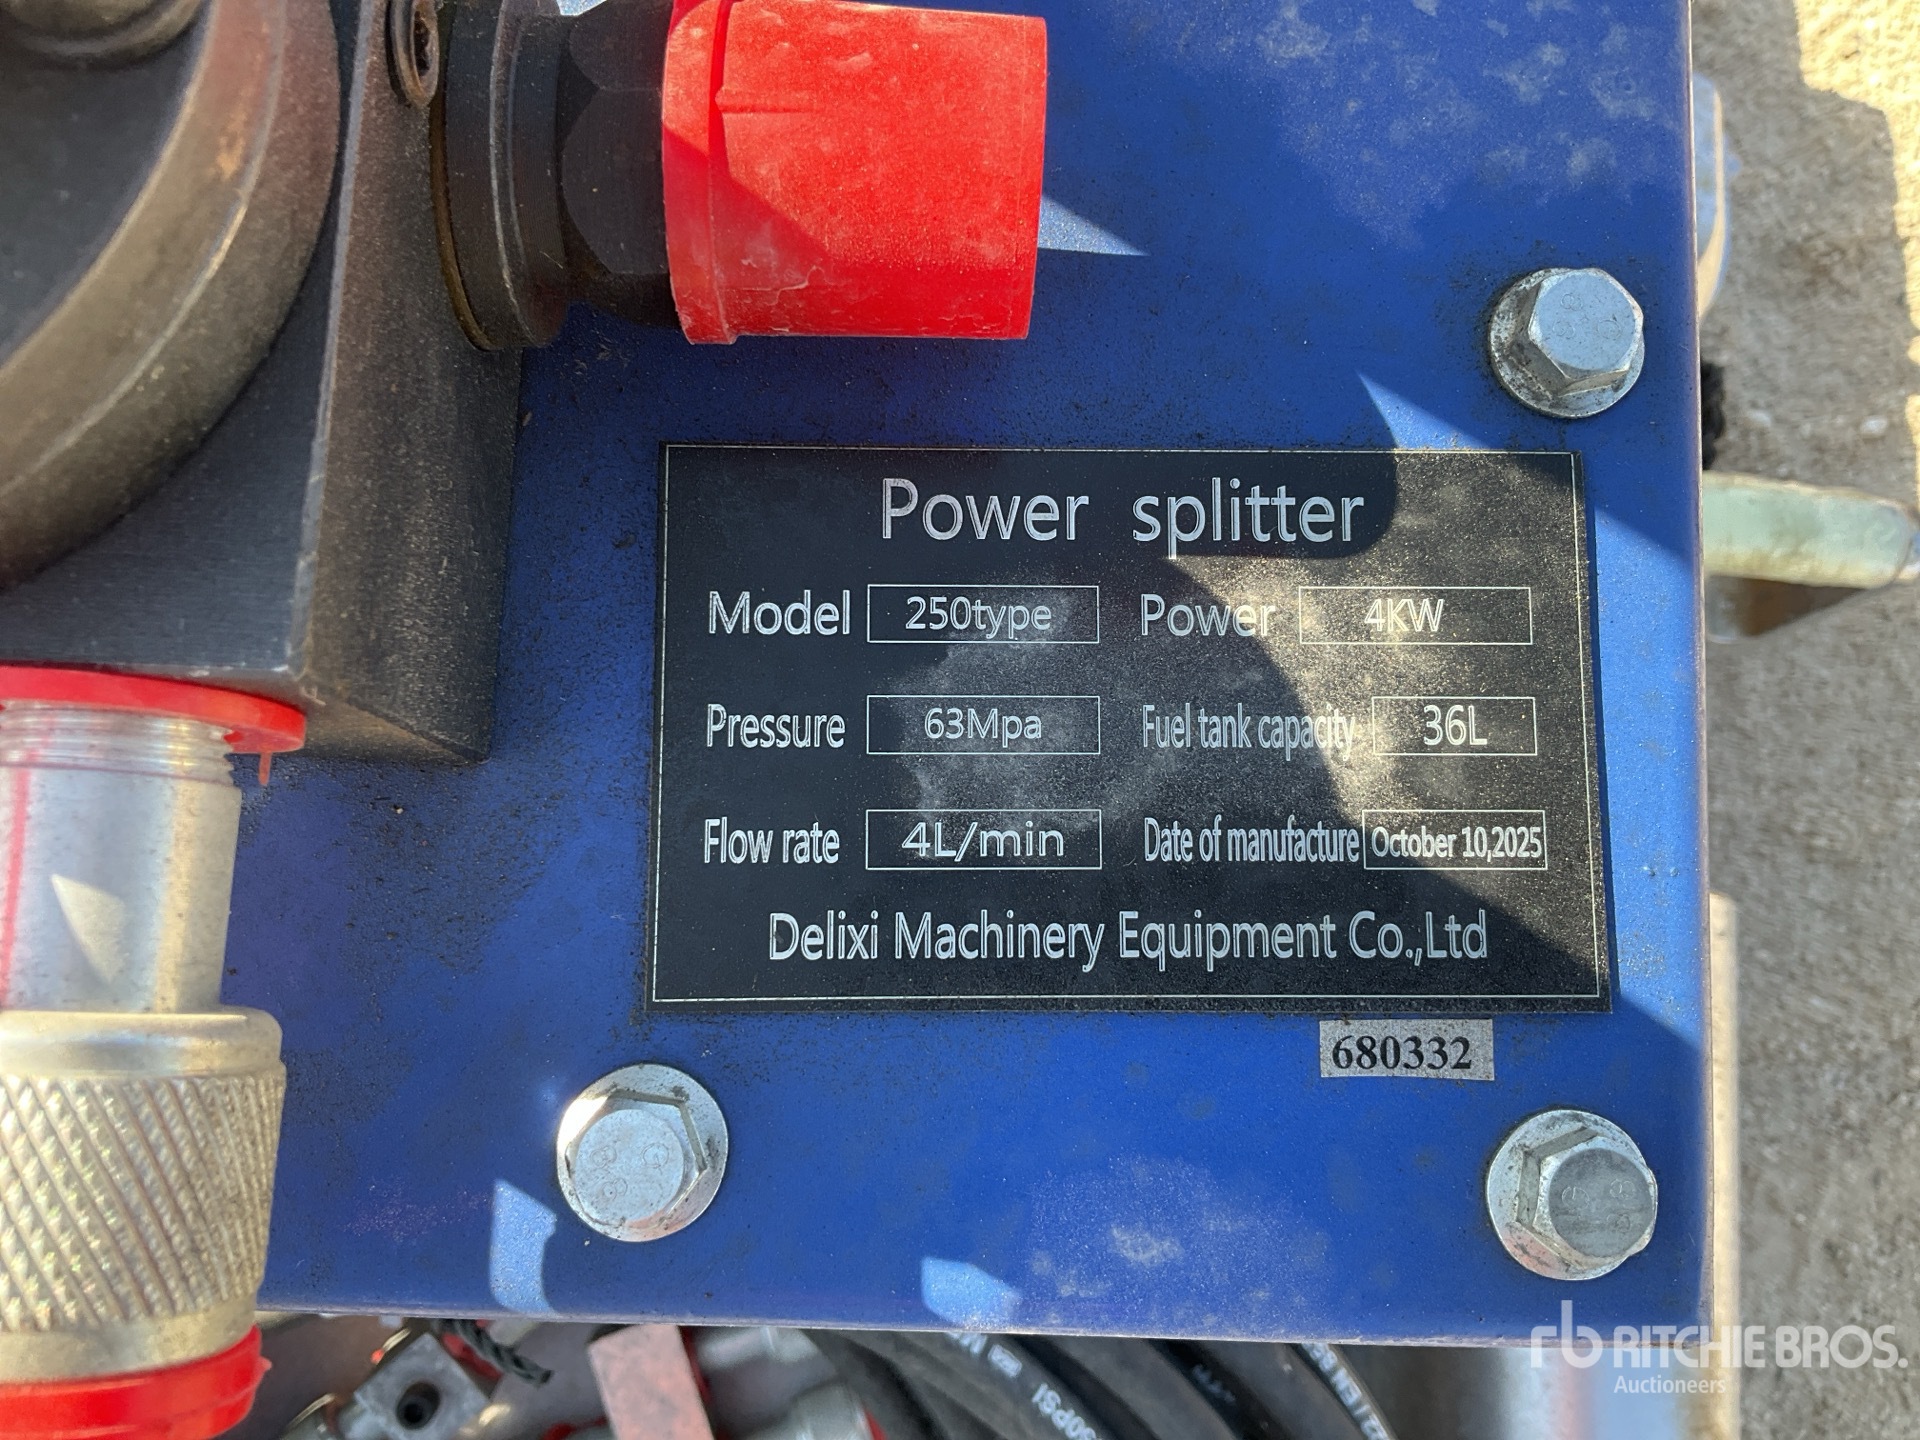 Power splitter
Model 250type Power 4KW
Pressure 63Mpa Fuel tank capacity 36L
Flow rate 4L/min Date of manufacture October 10,2025
Delixi Machinery Equipment Co.,Ltd
680332
rb RITCHIE BROS.
Auctioneers